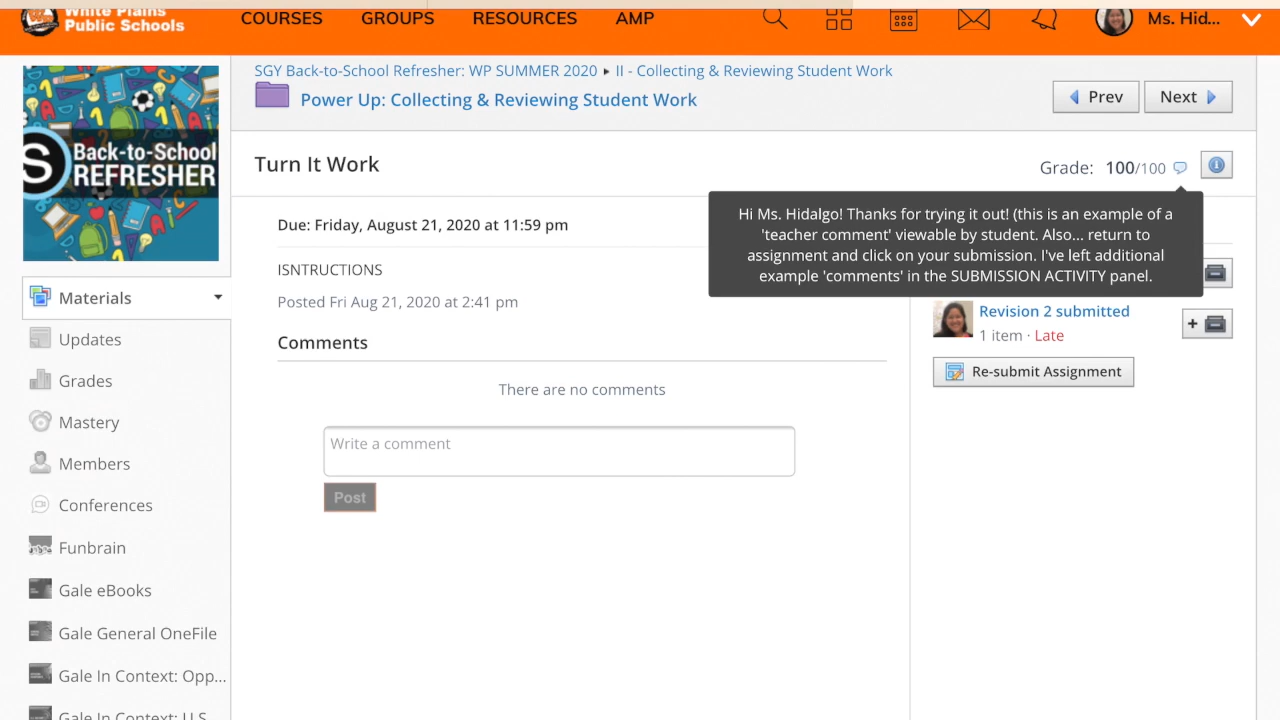 White Plains
Public Schools
COURSES
GROUPS
RESOURCES
AMP
Ms. Hid...
SGY Back-to-School Refresher: WP SUMMER 2020 ▸ II - Collecting & Reviewing Student Work
Power Up: Collecting & Reviewing Student Work
Prev
Next
S Back-to-School
REFRESHER
Turn It Work
Grade: 100/100
Hi Ms. Hidalgo! Thanks for trying it out! (this is an example of a
'teacher comment' viewable by student. Also... return to
assignment and click on your submission. I've left additional
example 'comments' in the SUBMISSION ACTIVITY panel.
Due: Friday, August 21, 2020 at 11:59 pm
ISNTRUCTIONS
Posted Fri Aug 21, 2020 at 2:41 pm
Comments
There are no comments
Write a comment
Post
Revision 2 submitted
1 item · Late
+
Re-submit Assignment
Materials
Updates
Grades
Mastery
Members
Conferences
Funbrain
Gale eBooks
Gale General OneFile
Gale In Context: Opp...
Gale In Context: U.S.